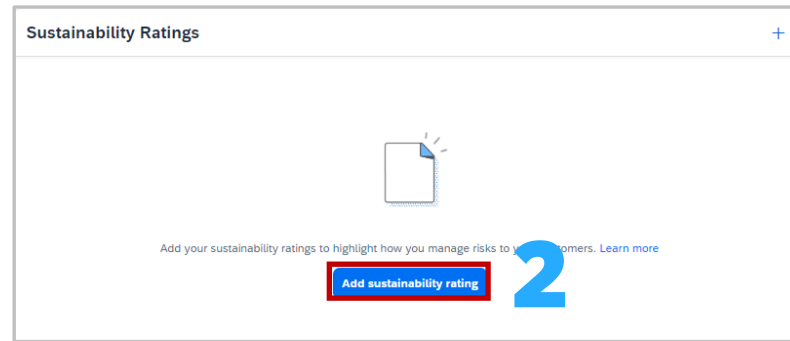 Sustainability Ratings +
Add your sustainability ratings to highlight how you manage risks to omers. Learn more
Add sustainability rating
2